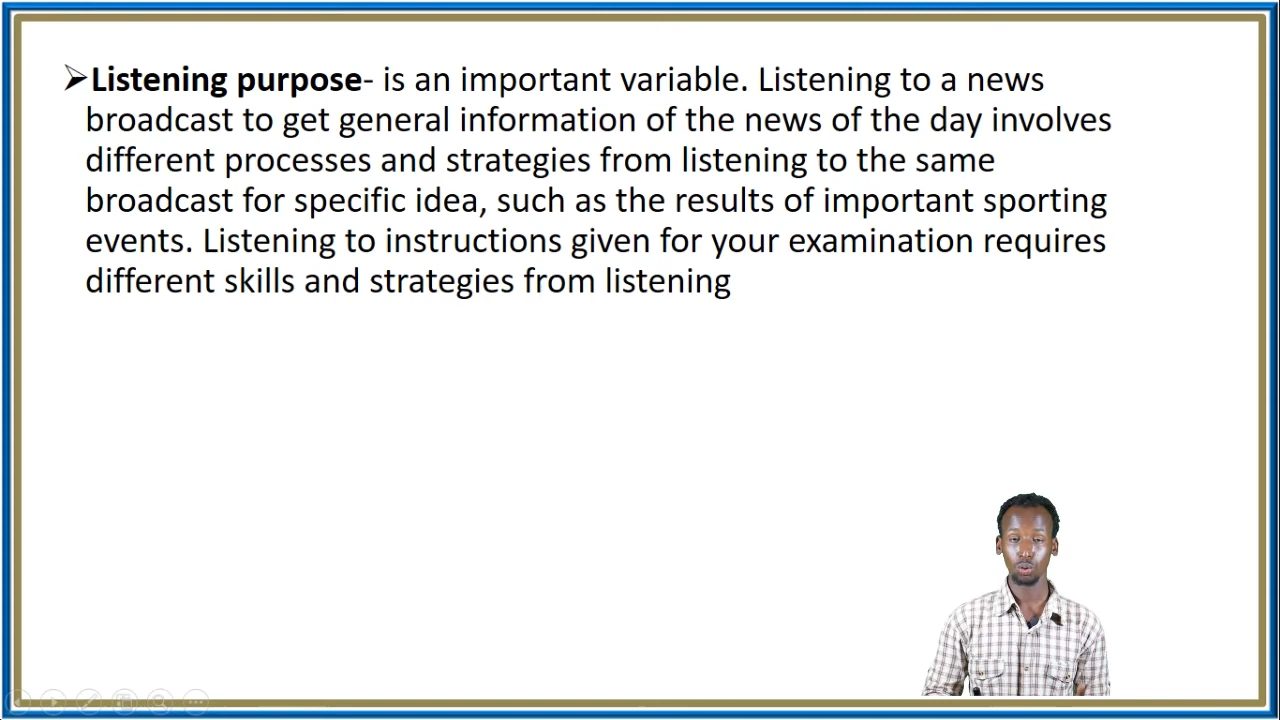 ➢Listening purpose- is an important variable. Listening to a news
broadcast to get general information of the news of the day involves
different processes and strategies from listening to the same
broadcast for specific idea, such as the results of important sporting
events. Listening to instructions given for your examination requires
different skills and strategies from listening